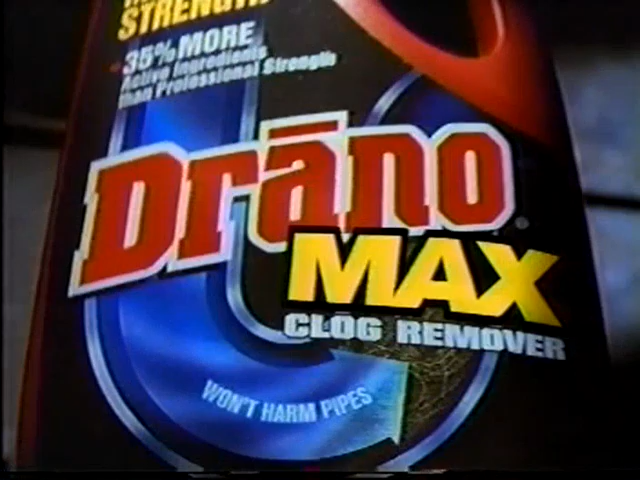 STRENGTH
35% MORE
Active Ingredients
than Professional Strength
Drāno®
MAX
CLOG REMOVER
WON'T HARM PIPES